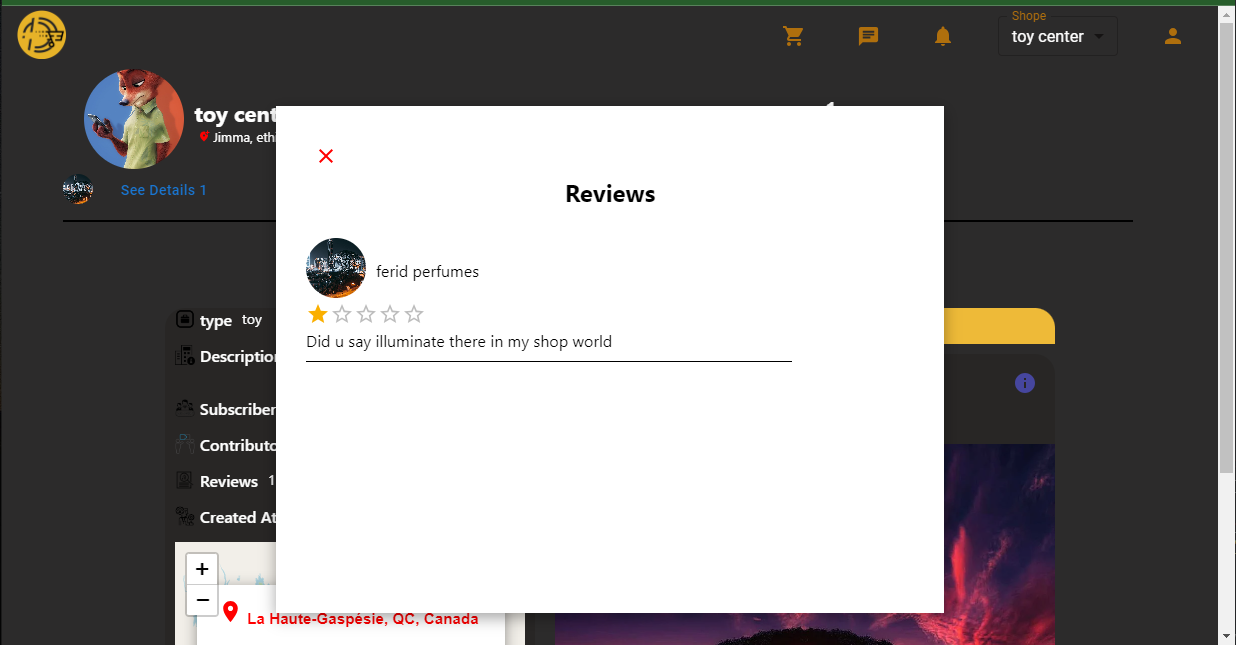 Shope
toy center
toy cent
Jimma, ethi
See Details 1
Reviews
ferid perfumes
Did u say illuminate there in my shop world
type toy
Description
Subscriber
Contributo
Reviews 1
Created At
+
−
La Haute-Gaspésie, QC, Canada